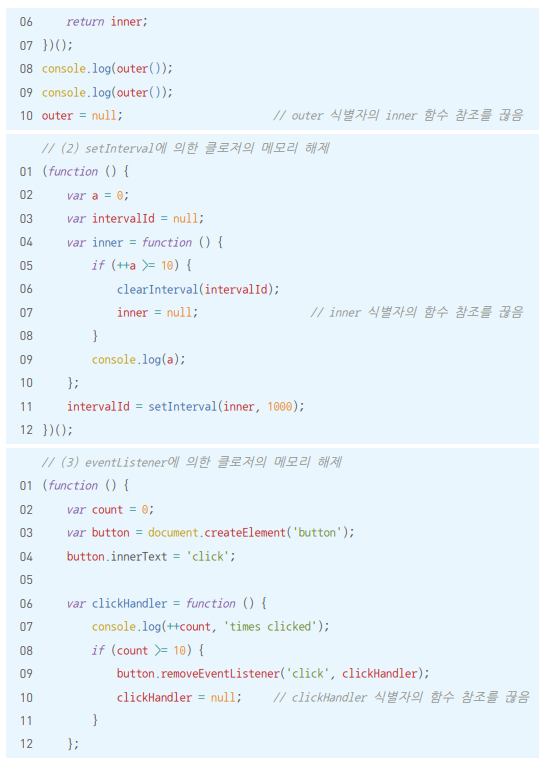 06 return inner;
07 })();
08 console.log(outer());
09 console.log(outer());
10 outer = null; // outer 식별자의 inner 함수 참조를 끊음
// (2) setInterval에 의한 클로저의 메모리 해제
01 (function () {
02 var a = 0;
03 var intervalId = null;
04 var inner = function () {
05 if (++a >= 10) {
06 clearInterval(intervalId);
07 inner = null; // inner 식별자의 함수 참조를 끊음
08 }
09 console.log(a);
10 };
11 intervalId = setInterval(inner, 1000);
12 })();
// (3) eventListener에 의한 클로저의 메모리 해제
01 (function () {
02 var count = 0;
03 var button = document.createElement('button');
04 button.innerText = 'click';
05
06 var clickHandler = function () {
07 console.log(++count, 'times clicked');
08 if (count >= 10) {
09 button.removeEventListener('click', clickHandler);
10 clickHandler = null; // clickHandler 식별자의 함수 참조를 끊음
11 }
12 };